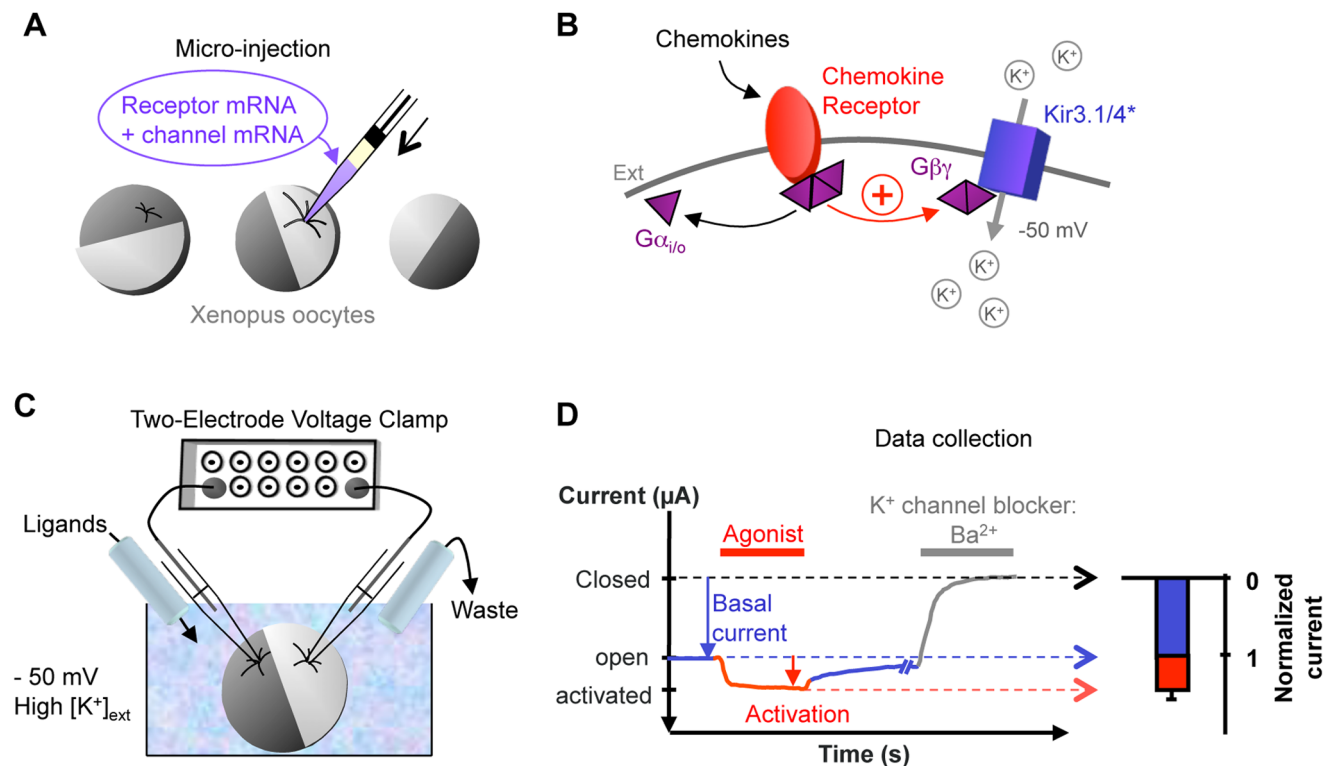 A
Micro-injection
Receptor mRNA
+ channel mRNA
Xenopus oocytes
B
Chemokines
Chemokine
Receptor
K⁺
K⁺
Kir3.1/4*
Ext
Gβγ
+
Gαi/o
-50 mV
K⁺
K⁺
K⁺
C
Two-Electrode Voltage Clamp
Ligands
Waste
- 50 mV
High [K⁺]ext
D
Data collection
Current (µA)
Agonist
K⁺ channel blocker:
Ba²⁺
Closed
Basal
current
open
activated
Activation
Time (s)
0
1
Normalized
current